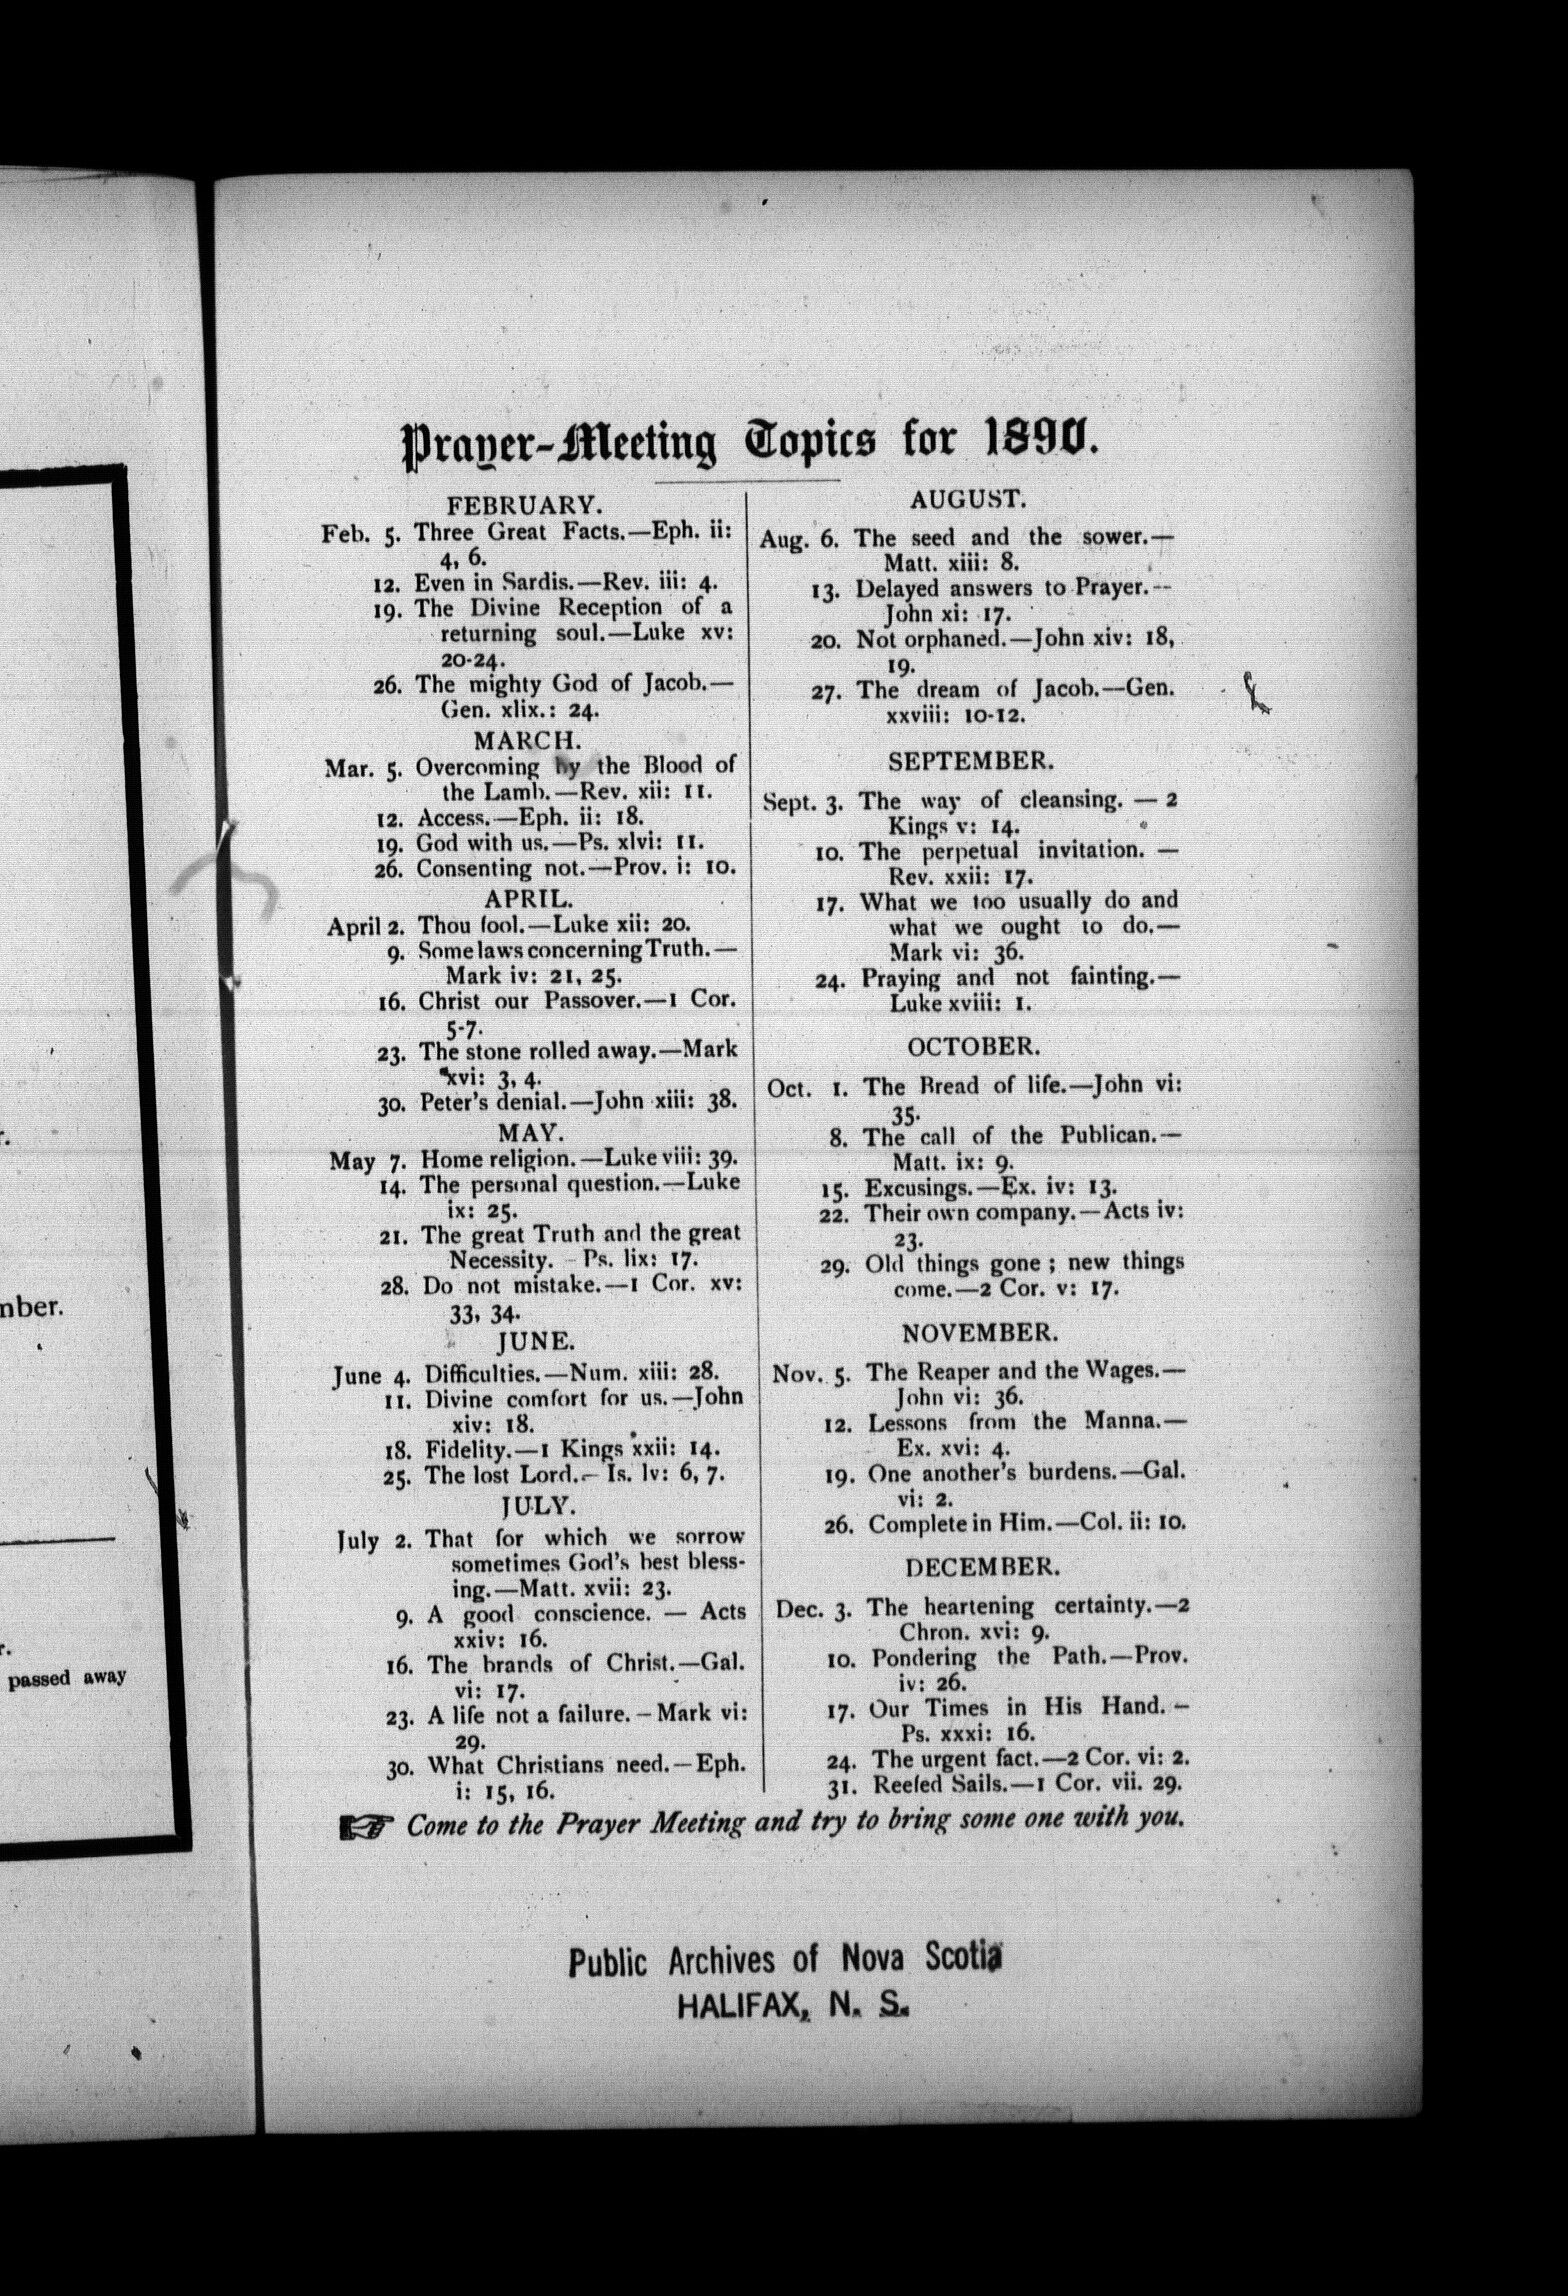 r.
nber.
r.
passed away
Prayer-Meeting Topics for 1890.
FEBRUARY.
Feb. 5. Three Great Facts.—Eph. ii:
4, 6.
12. Even in Sardis.—Rev. iii: 4.
19. The Divine Reception of a
returning soul.—Luke xv:
20-24.
26. The mighty God of Jacob.—
Gen. xlix.: 24.
MARCH.
Mar. 5. Overcoming by the Blood of
the Lamb.—Rev. xii: 11.
12. Access.—Eph. ii: 18.
19. God with us.—Ps. xlvi: 11.
26. Consenting not.—Prov. i: 10.
APRIL.
April 2. Thou fool.—Luke xii: 20.
9. Some laws concerning Truth.—
Mark iv: 21, 25.
16. Christ our Passover.—1 Cor.
5-7.
23. The stone rolled away.—Mark
xvi: 3, 4.
30. Peter's denial.—John xiii: 38.
MAY.
May 7. Home religion.—Luke viii: 39.
14. The personal question.—Luke
ix: 25.
21. The great Truth and the great
Necessity. - Ps. lix: 17.
28. Do not mistake.—1 Cor. xv:
33, 34.
JUNE.
June 4. Difficulties.—Num. xiii: 28.
11. Divine comfort for us.—John
xiv: 18.
18. Fidelity.—1 Kings xxii: 14.
25. The lost Lord.— Is. lv: 6, 7.
JULY.
July 2. That for which we sorrow
sometimes God's best bless-
ing.—Matt. xvii: 23.
9. A good conscience. — Acts
xxiv: 16.
16. The brands of Christ.—Gal.
vi: 17.
23. A life not a failure.—Mark vi:
29.
30. What Christians need.—Eph.
i: 15, 16.
AUGUST.
Aug. 6. The seed and the sower.—
Matt. xiii: 8.
13. Delayed answers to Prayer.—
John xi: 17.
20. Not orphaned.—John xiv: 18,
19.
27. The dream of Jacob.—Gen.
xxviii: 10-12.
SEPTEMBER.
Sept. 3. The way of cleansing. — 2
Kings v: 14.
10. The perpetual invitation. —
Rev. xxii: 17.
17. What we too usually do and
what we ought to do.—
Mark vi: 36.
24. Praying and not fainting.—
Luke xviii: 1.
OCTOBER.
Oct. 1. The Bread of life.—John vi:
35.
8. The call of the Publican.—
Matt. ix: 9.
15. Excusings.—Ex. iv: 13.
22. Their own company.—Acts iv:
23.
29. Old things gone ; new things
come.—2 Cor. v: 17.
NOVEMBER.
Nov. 5. The Reaper and the Wages.—
John vi: 36.
12. Lessons from the Manna.—
Ex. xvi: 4.
19. One another's burdens.—Gal.
vi: 2.
26. Complete in Him.—Col. ii: 10.
DECEMBER.
Dec. 3. The heartening certainty.—2
Chron. xvi: 9.
10. Pondering the Path.—Prov.
iv: 26.
17. Our Times in His Hand.—
Ps. xxxi: 16.
24. The urgent fact.—2 Cor. vi: 2.
31. Reefed Sails.—1 Cor. vii. 29.
☞ Come to the Prayer Meeting and try to bring some one with you.
Public Archives of Nova Scotia
HALIFAX, N. S.